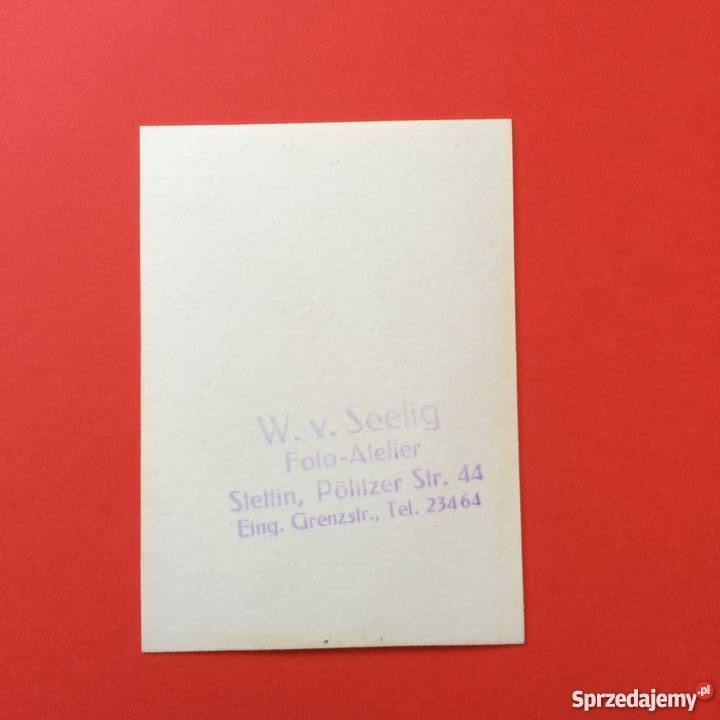 W. v. Seelig
Foto-Atelier
Stettin, Pölitzer Str. 44
Eing. Grenzstr., Tel. 23464
Sprzedajemy.pl